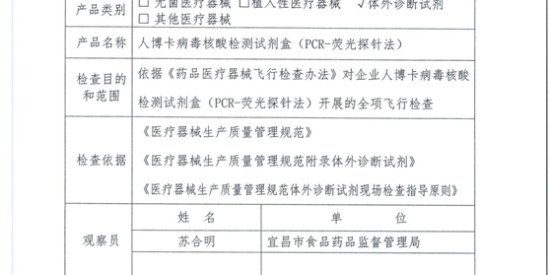 产品类别
□ 无菌医疗器械 □植入性医疗器械 √体外诊断试剂
□ 其他医疗器械
产品名称
人博卡病毒核酸检测试剂盒（PCR-荧光探针法）
检查目的
和范围
依据《药品医疗器械飞行检查办法》对企业人博卡病毒核酸
检测试剂盒（PCR-荧光探针法）开展的全项飞行检查
检查依据
《医疗器械生产质量管理规范》
《医疗器械生产质量管理规范附录体外诊断试剂》
《医疗器械生产质量管理规范体外诊断试剂现场检查指导原则》
观察员
姓 名
单 位
苏合明
宜昌市食品药品监督管理局